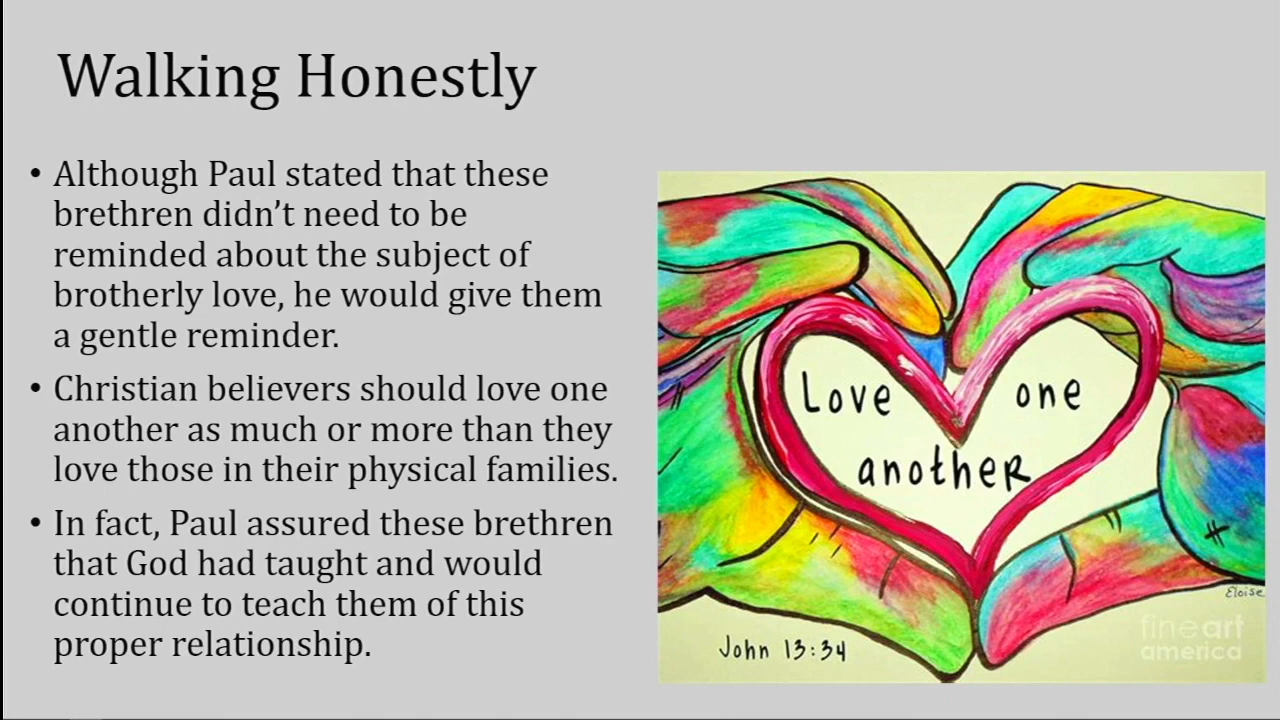 Walking Honestly
• Although Paul stated that these
brethren didn’t need to be
reminded about the subject of
brotherly love, he would give them
a gentle reminder.
• Christian believers should love one
another as much or more than they
love those in their physical families.
• In fact, Paul assured these brethren
that God had taught and would
continue to teach them of this
proper relationship.
Love one
another
Eloise
John 13:34
fineart
america